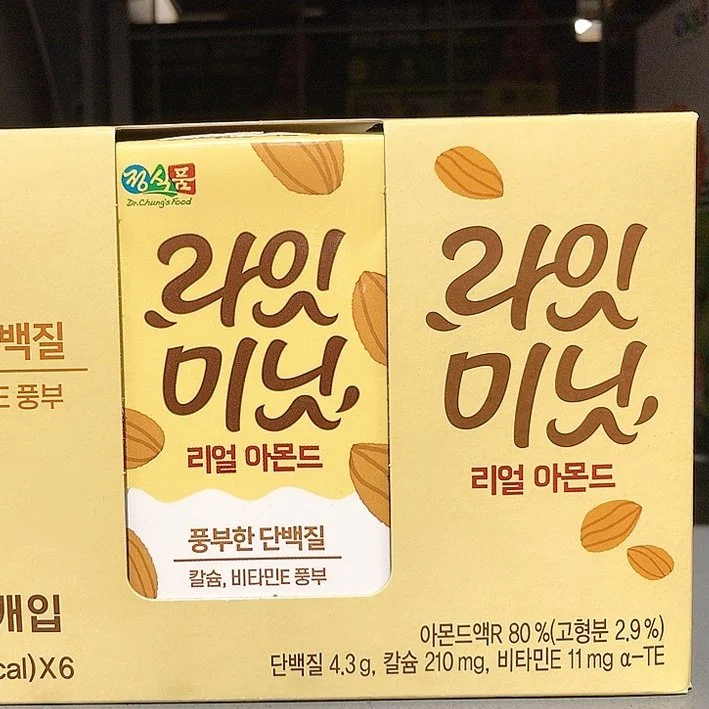 정식품
Dr.Chung's Food
라잇
미닛
리얼 아몬드
풍부한 단백질
칼슘, 비타민E 풍부
라잇
미닛
리얼 아몬드
백질
E 풍부
개입
cal)X6
아몬드액R 80%(고형분 2.9%)
단백질 4.3g, 칼슘 210mg, 비타민E 11mg α-TE